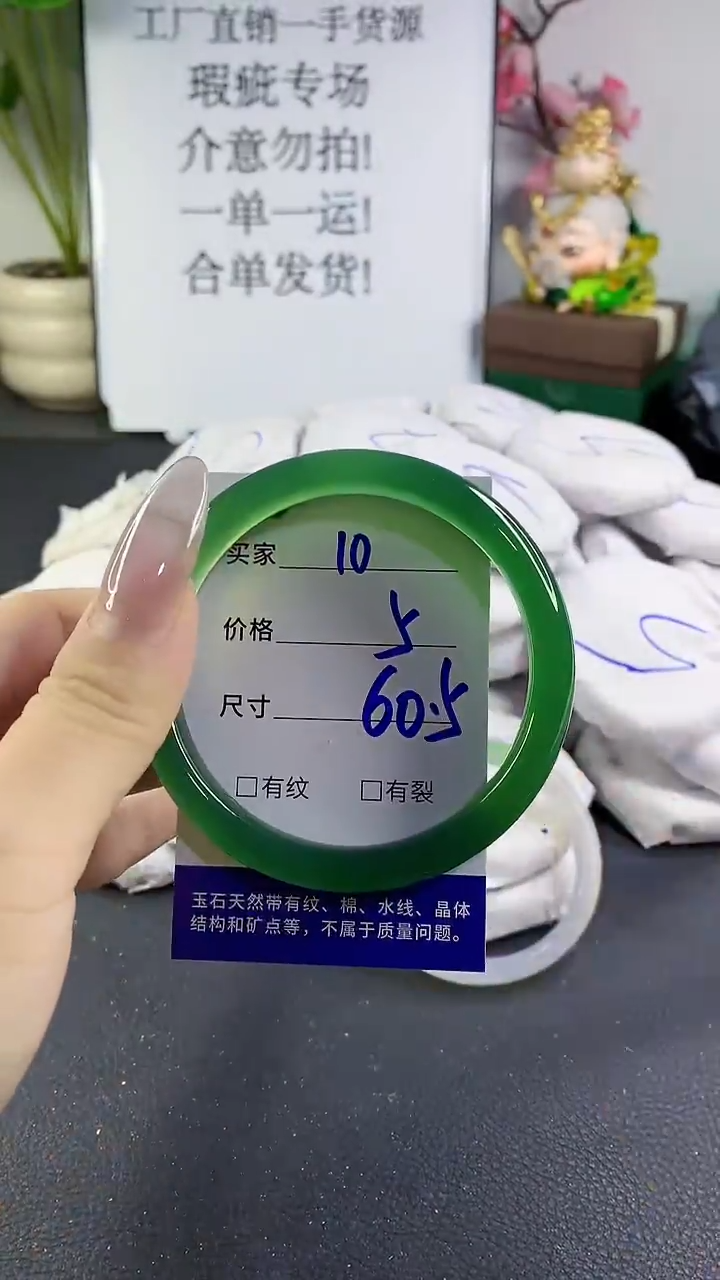 工厂直销一手货源
瑕疵专场
介意勿拍!
一单一运!
合单发货!
买家 10
价格 5
尺寸 60.5
□有纹 □有裂
玉石天然带有纹、棉、水线、晶体
结构和矿点等，不属于质量问题。